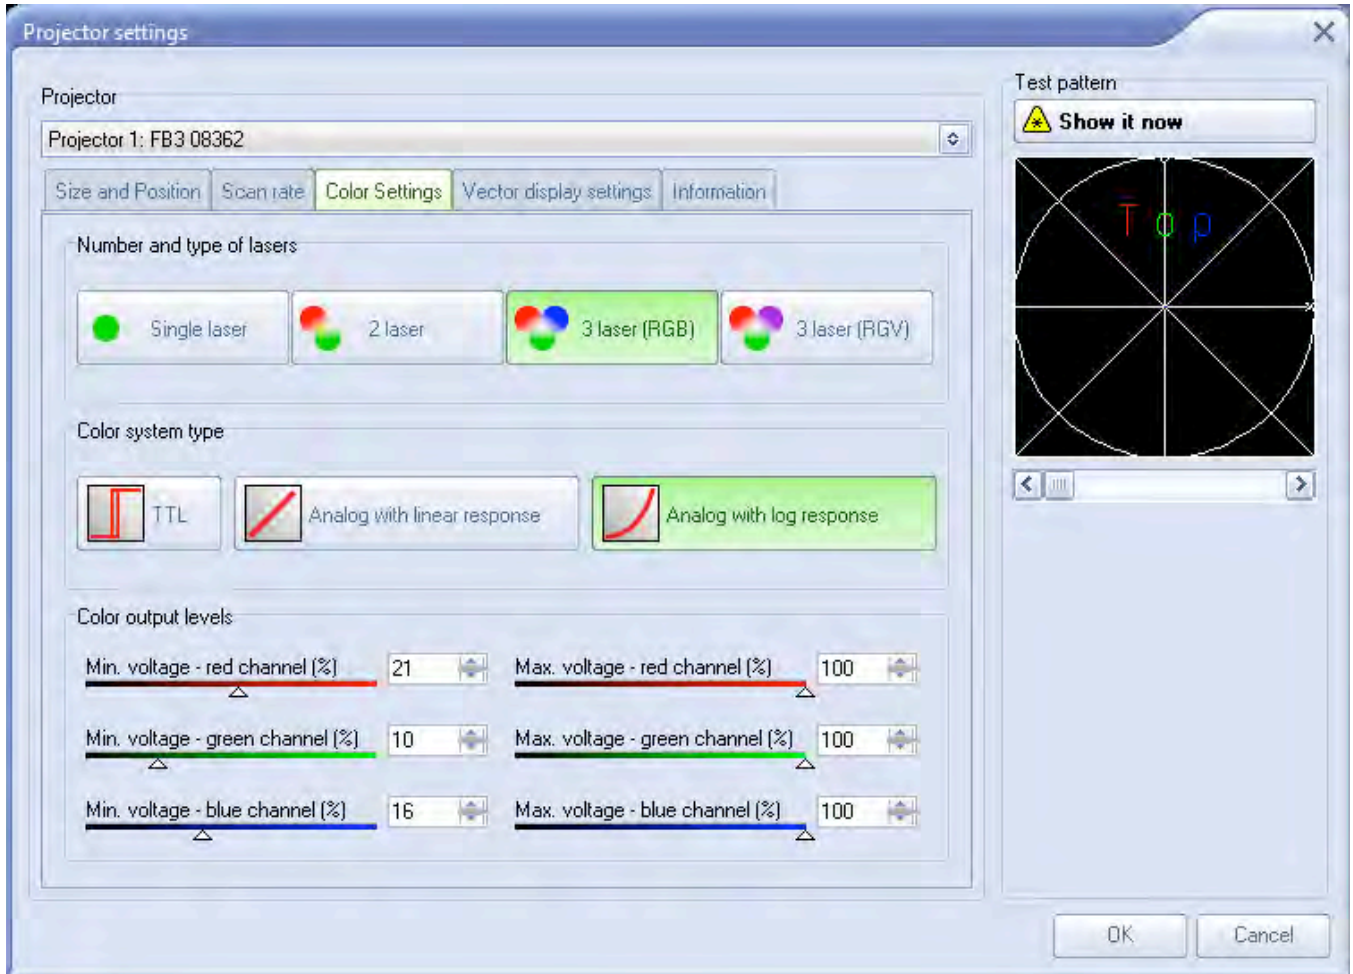 Projector settings
Projector
Projector 1: FB3 08362
Size and Position Scan rate Color Settings Vector display settings Information
Number and type of lasers
Single laser 2 laser 3 laser (RGB) 3 laser (RGV)
Color system type
TTL Analog with linear response Analog with log response
Color output levels
Min. voltage - red channel (%) 21 Max. voltage - red channel (%) 100
Min. voltage - green channel (%) 10 Max. voltage - green channel (%) 100
Min. voltage - blue channel (%) 16 Max. voltage - blue channel (%) 100
Test pattern
Show it now
Top
OK Cancel